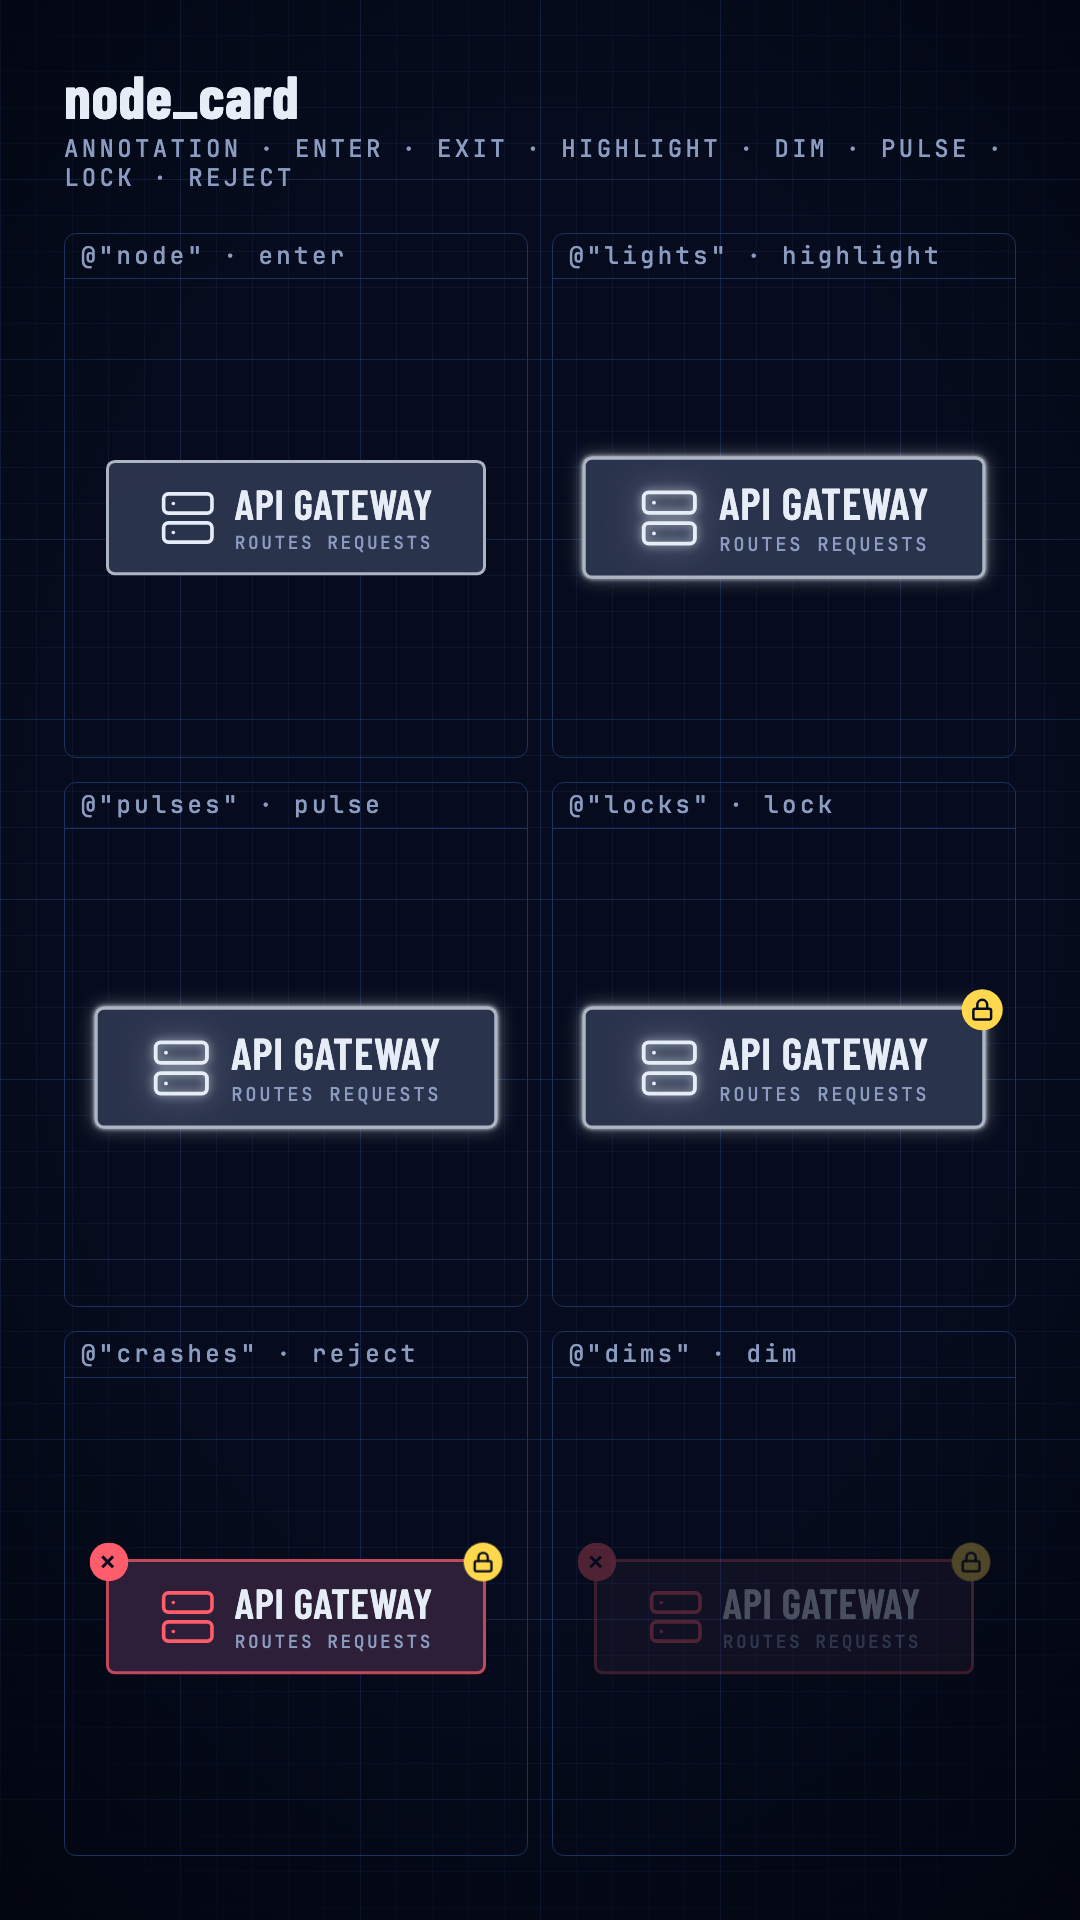 node_card
ANNOTATION · ENTER · EXIT · HIGHLIGHT · DIM · PULSE ·
LOCK · REJECT
@"node" · enter
@"lights" · highlight
API GATEWAY
ROUTES REQUESTS
API GATEWAY
ROUTES REQUESTS
@"pulses" · pulse
@"locks" · lock
API GATEWAY
ROUTES REQUESTS
API GATEWAY
ROUTES REQUESTS
@"crashes" · reject
@"dims" · dim
API GATEWAY
ROUTES REQUESTS
API GATEWAY
ROUTES REQUESTS